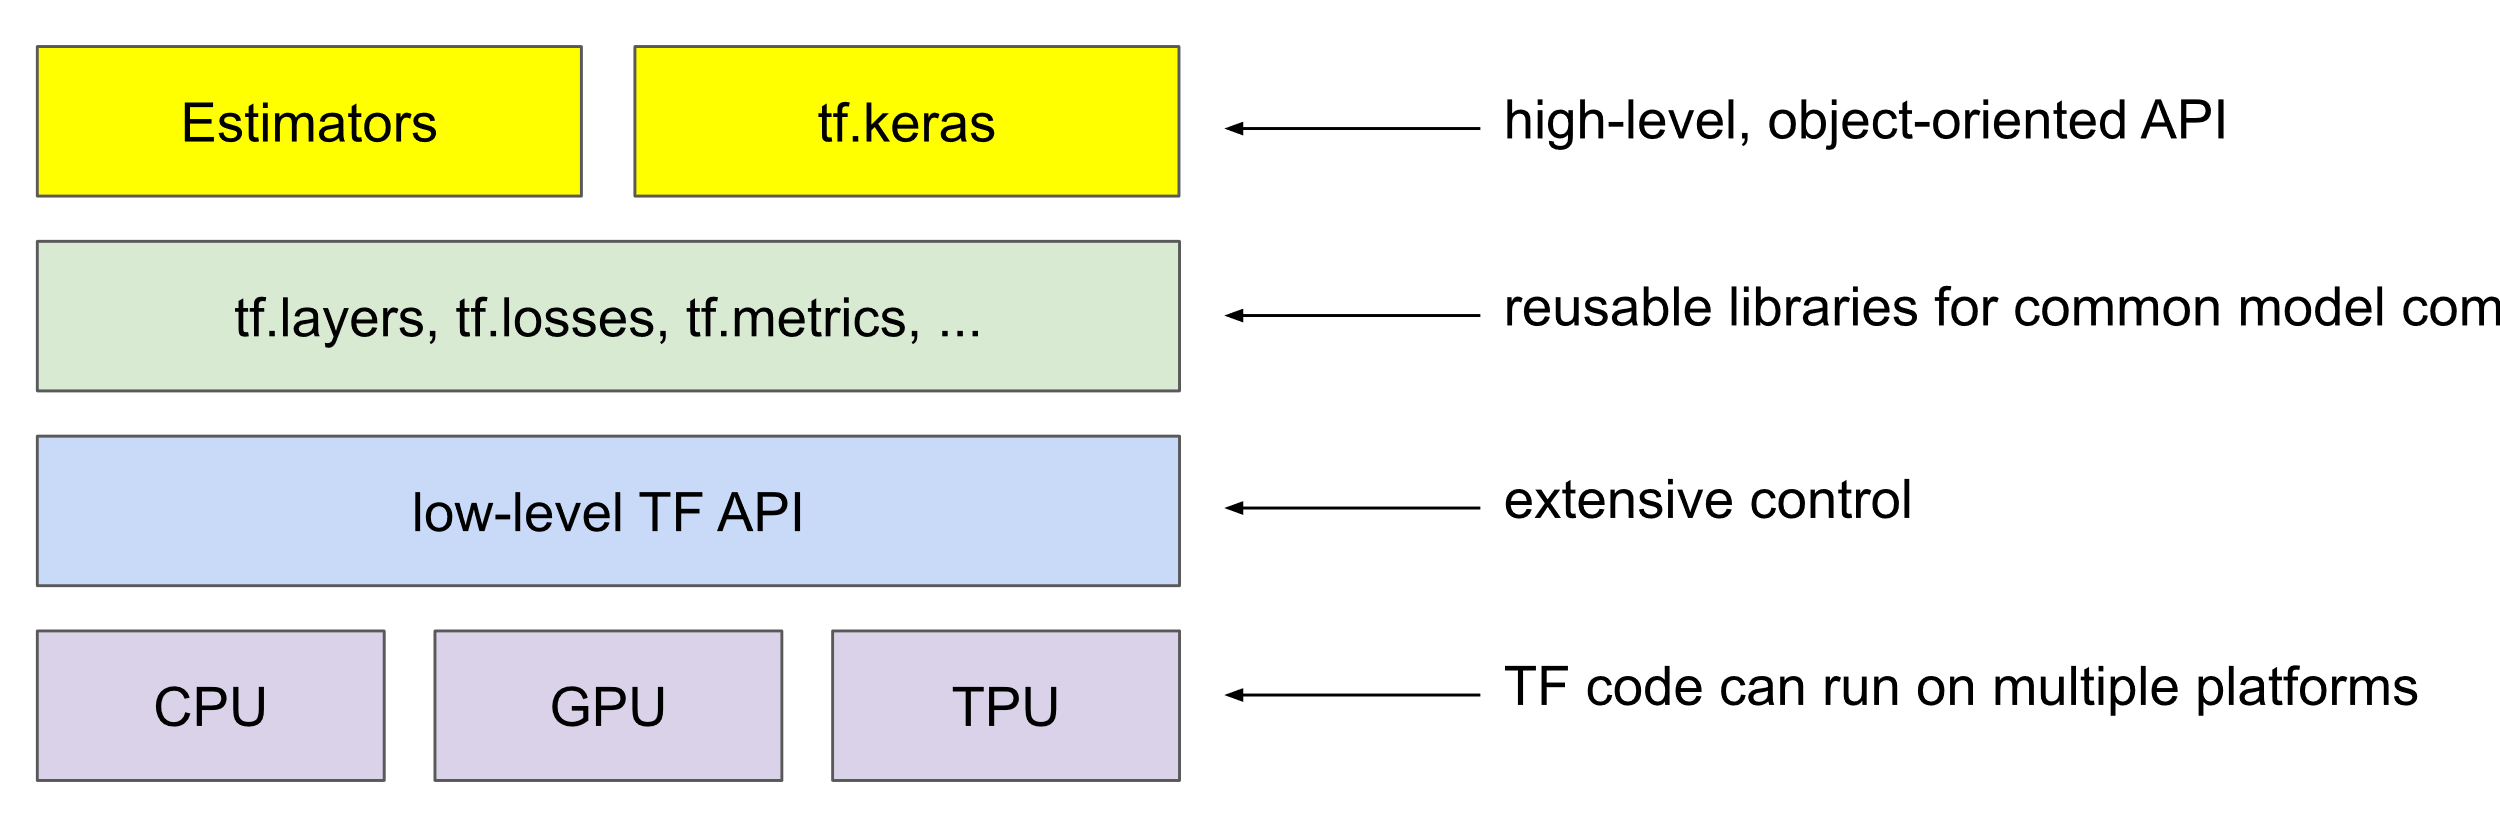 Estimators
tf.keras
high-level, object-oriented API
tf.layers, tf.losses, tf.metrics, ...
reusable libraries for common model com
low-level TF API
extensive control
CPU
GPU
TPU
TF code can run on multiple platforms